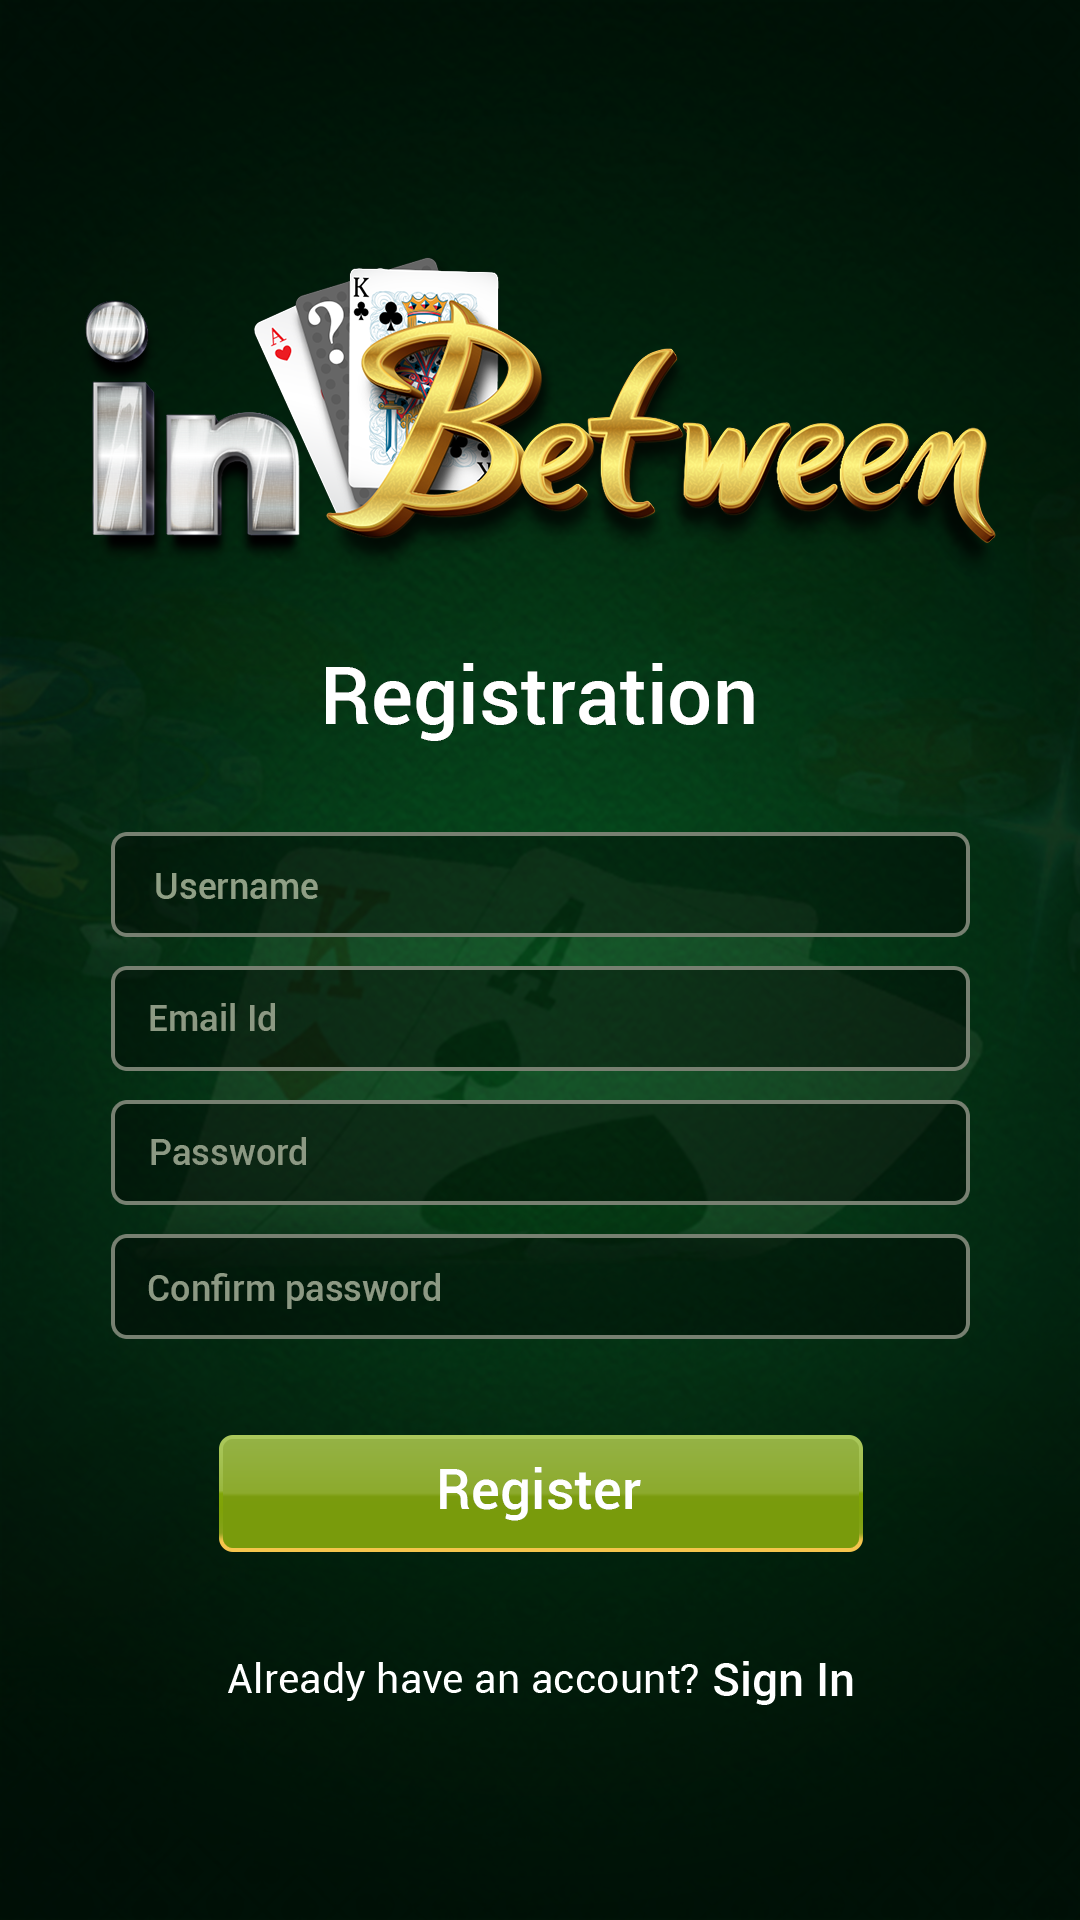 in Between
A ? K
K
Registration
K A
Username
Email Id
Password
Confirm password
Register
Already have an account? Sign In